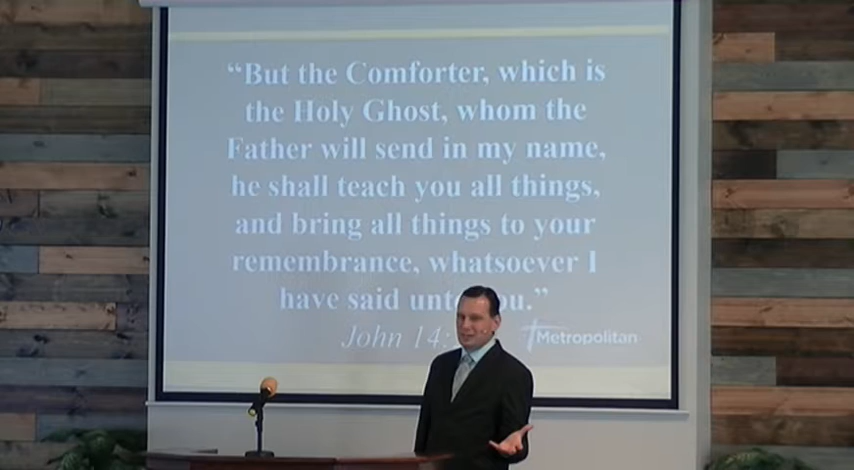 “But the Comforter, which is
the Holy Ghost, whom the
Father will send in my name,
he shall teach you all things,
and bring all things to your
remembrance, whatsoever I
have said
John 14:
Metropolitan